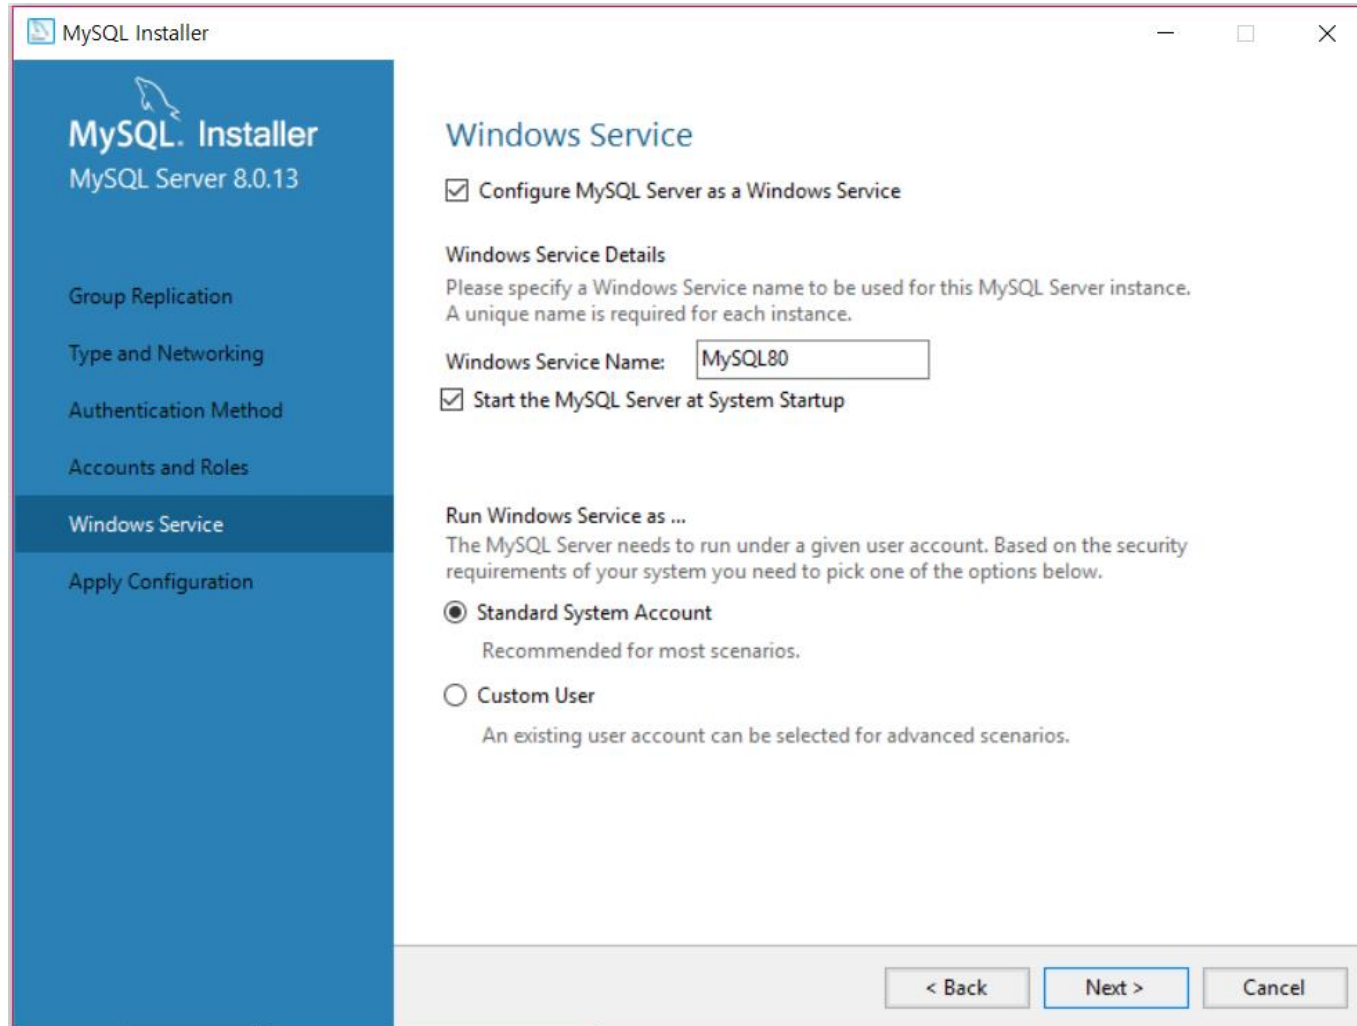 MySQL Installer
MySQL. Installer
MySQL Server 8.0.13
Group Replication
Type and Networking
Authentication Method
Accounts and Roles
Windows Service
Apply Configuration
Windows Service
Configure MySQL Server as a Windows Service
Windows Service Details
Please specify a Windows Service name to be used for this MySQL Server instance.
A unique name is required for each instance.
Windows Service Name: MySQL80
Start the MySQL Server at System Startup
Run Windows Service as ...
The MySQL Server needs to run under a given user account. Based on the security
requirements of your system you need to pick one of the options below.
Standard System Account
Recommended for most scenarios.
Custom User
An existing user account can be selected for advanced scenarios.
< Back Next > Cancel